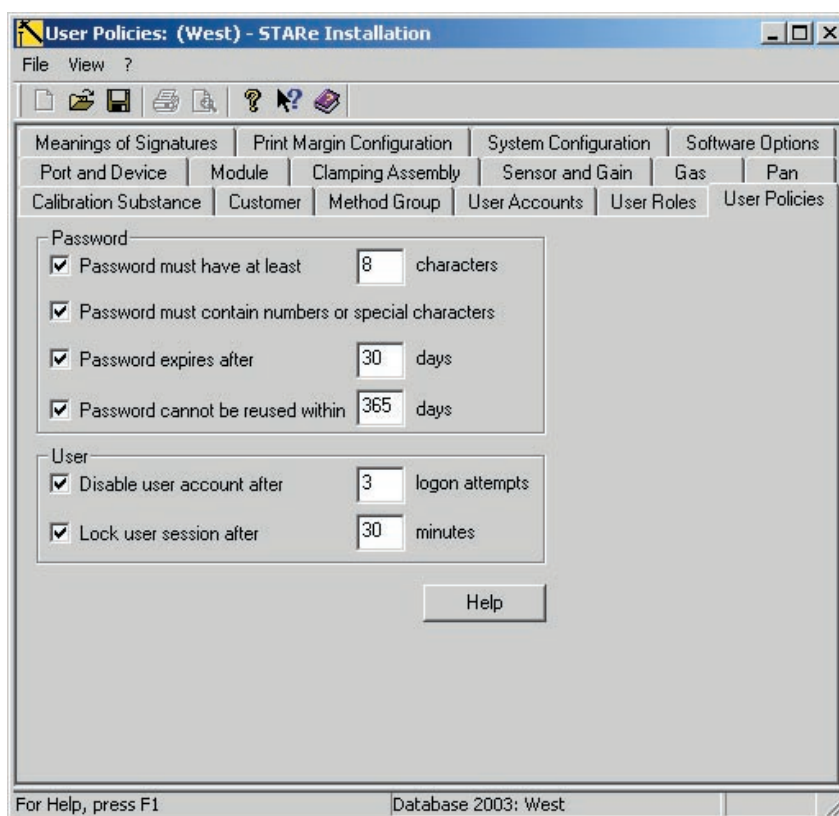 User Policies: (West) - STARe Installation
File View ?
Meanings of Signatures Print Margin Configuration System Configuration Software Options
Port and Device Module Clamping Assembly Sensor and Gain Gas Pan
Calibration Substance Customer Method Group User Accounts User Roles User Policies
Password
Password must have at least 8 characters
Password must contain numbers or special characters
Password expires after 30 days
Password cannot be reused within 365 days
User
Disable user account after 3 logon attempts
Lock user session after 30 minutes
Help
For Help, press F1 Database 2003: West